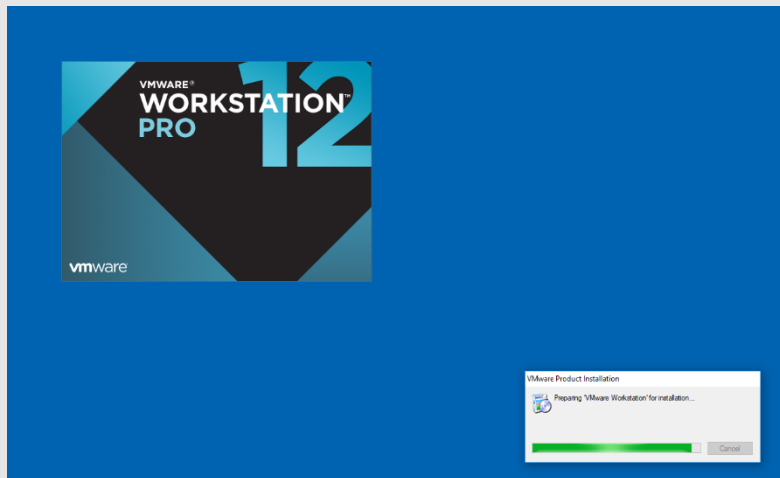 VMWARE®
WORKSTATION™
PRO
12
vmware
VMware Product Installation
Preparing 'VMware Workstation' for installation...
Cancel